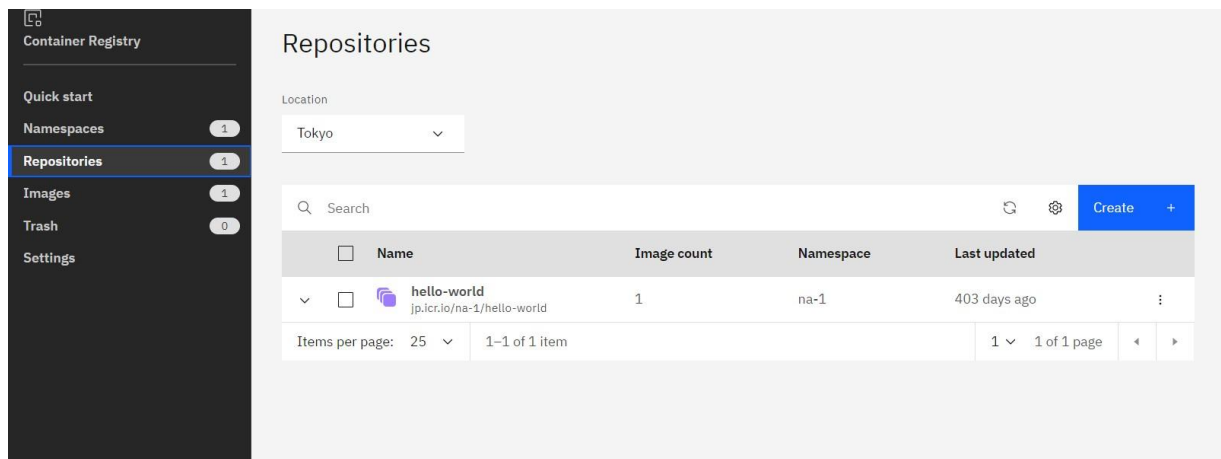 Container Registry
Quick start
Namespaces 1
Repositories 1
Images 1
Trash 0
Settings
Repositories
Location
Tokyo
Search
Create +
Name Image count Namespace Last updated
hello-world 1 na-1 403 days ago
jp.icr.io/na-1/hello-world
Items per page: 25 1–1 of 1 item 1 1 of 1 page